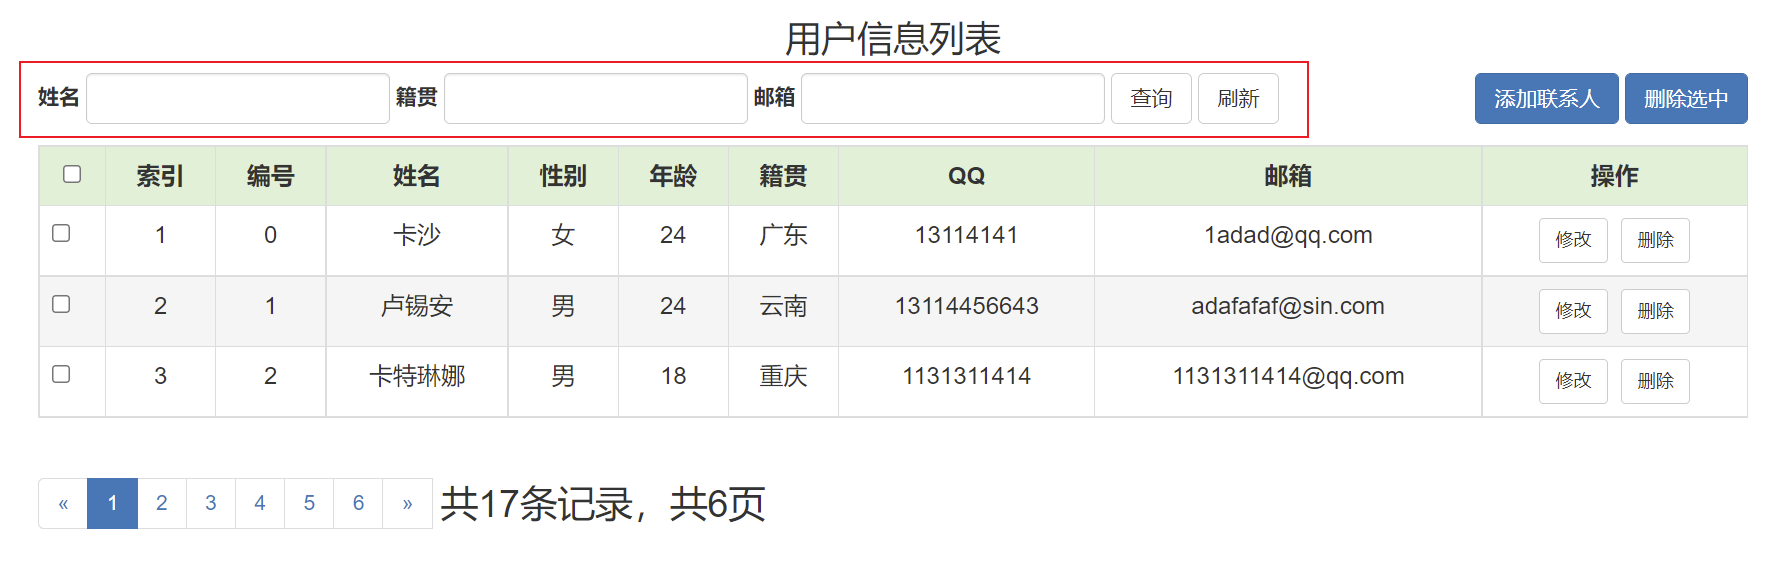 用户信息列表
姓名 籍贯 邮箱 查询 刷新 添加联系人 删除选中
索引 编号 姓名 性别 年龄 籍贯 QQ 邮箱 操作
1 0 卡沙 女 24 广东 13114141 1adad@qq.com 修改 删除
2 1 卢锡安 男 24 云南 13114456643 adafafaf@sin.com 修改 删除
3 2 卡特琳娜 男 18 重庆 1131311414 1131311414@qq.com 修改 删除
« 1 2 3 4 5 6 » 共17条记录，共6页